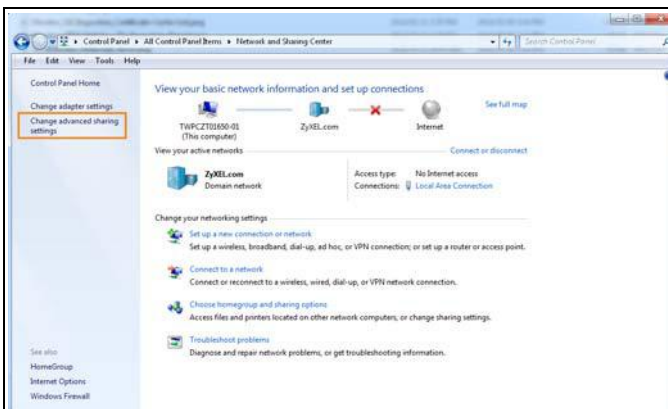 Control Panel ▸ All Control Panel Items ▸ Network and Sharing Center
Search Control Panel
File Edit View Tools Help
Control Panel Home
Change adapter settings
Change advanced sharing
settings
See also
HomeGroup
Internet Options
Windows Firewall
View your basic network information and set up connections
See full map
TWPCZT01650-01
(This computer)
ZyXEL.com
Internet
View your active networks
Connect or disconnect
ZyXEL.com
Domain network
Access type: No Internet access
Connections: Local Area Connection
Change your networking settings
Set up a new connection or network
Set up a wireless, broadband, dial-up, ad hoc, or VPN connection; or set up a router or access point.
Connect to a network
Connect or reconnect to a wireless, wired, dial-up, or VPN network connection.
Choose homegroup and sharing options
Access files and printers located on other network computers, or change sharing settings.
Troubleshoot problems
Diagnose and repair network problems, or get troubleshooting information.